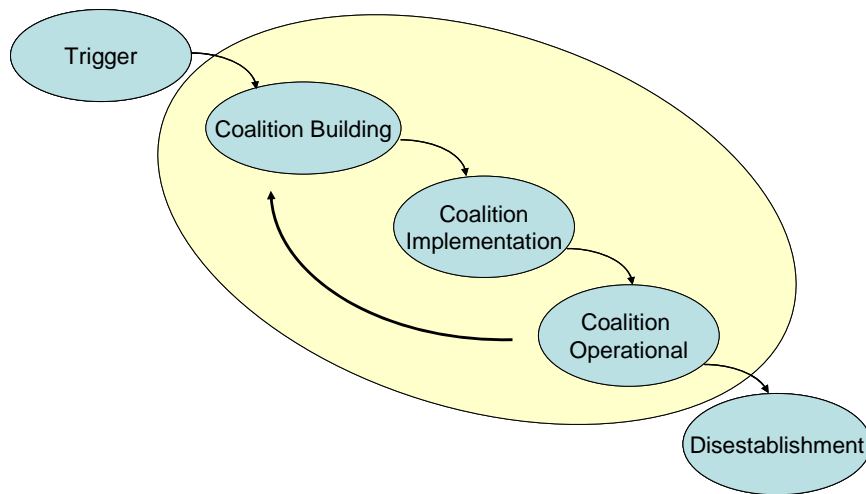 Trigger
Coalition Building
Coalition
Implementation
Coalition
Operational
Disestablishment